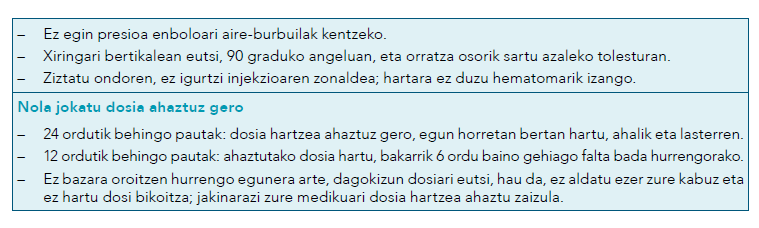 – Ez egin presioa enboloari aire-burbuilak kentzeko.
– Xiringari bertikalean eutsi, 90 graduko angeluan, eta orratza osorik sartu azaleko tolesturan.
– Ziztatu ondoren, ez igurtzi injekzioaren zonaldea; hartara ez duzu hematomarik izango.
Nola jokatu dosia ahaztuz gero
– 24 ordutik behingo pautak: dosia hartzea ahaztuz gero, egun horretan bertan hartu, ahalik eta lasterren.
– 12 ordutik behingo pautak: ahaztutako dosia hartu, bakarrik 6 ordu baino gehiago falta bada hurrengorako.
– Ez bazara oroitzen hurrengo egunera arte, dagokizun dosiari eutsi, hau da, ez aldatu ezer zure kabuz eta
ez hartu dosi bikoitza; jakinarazi zure medikuari dosia hartzea ahaztu zaizula.